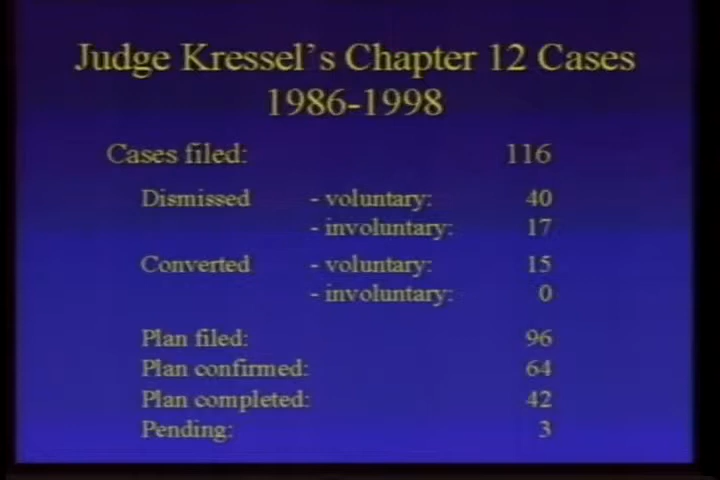 Judge Kressel's Chapter 12 Cases
1986-1998
Cases filed: 116
Dismissed - voluntary: 40
- involuntary: 17
Converted - voluntary: 15
- involuntary: 0
Plan filed: 96
Plan confirmed: 64
Plan completed: 42
Pending: 3